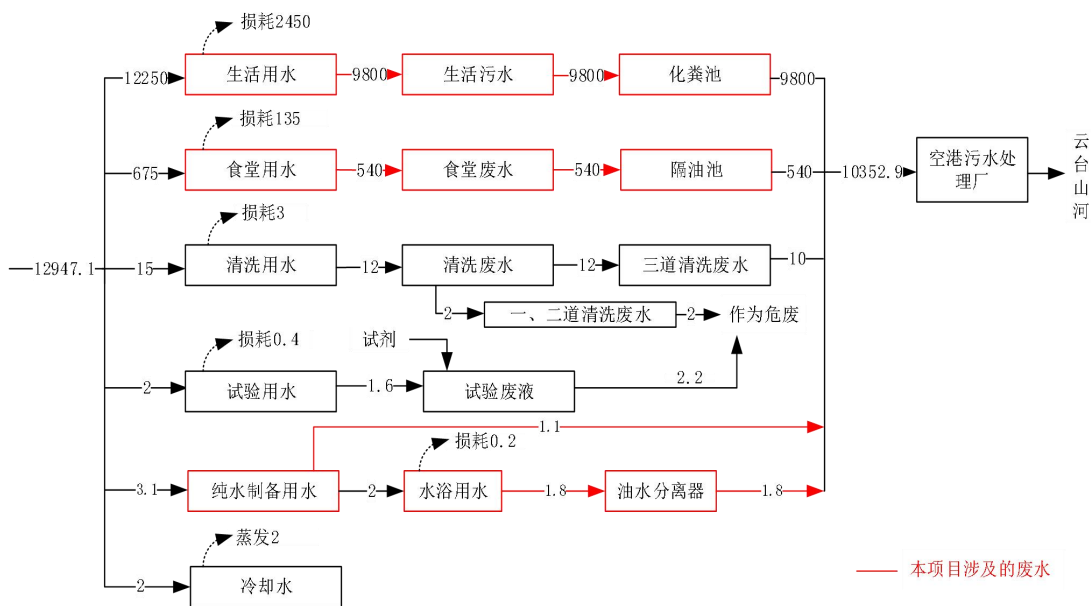 损耗2450
12250
生活用水
9800
生活污水
9800
化粪池
9800
损耗135
675
食堂用水
540
食堂废水
540
隔油池
540
10352.9
空港污水处
理厂
云台山河
损耗3
12947.1
15
清洗用水
12
清洗废水
12
三道清洗废水
10
2
一、二道清洗废水
2
作为危废
损耗0.4
试剂
2
试验用水
1.6
试验废液
2.2
1.1
损耗0.2
3.1
纯水制备用水
2
水浴用水
1.8
油水分离器
1.8
蒸发2
2
冷却水
本项目涉及的废水